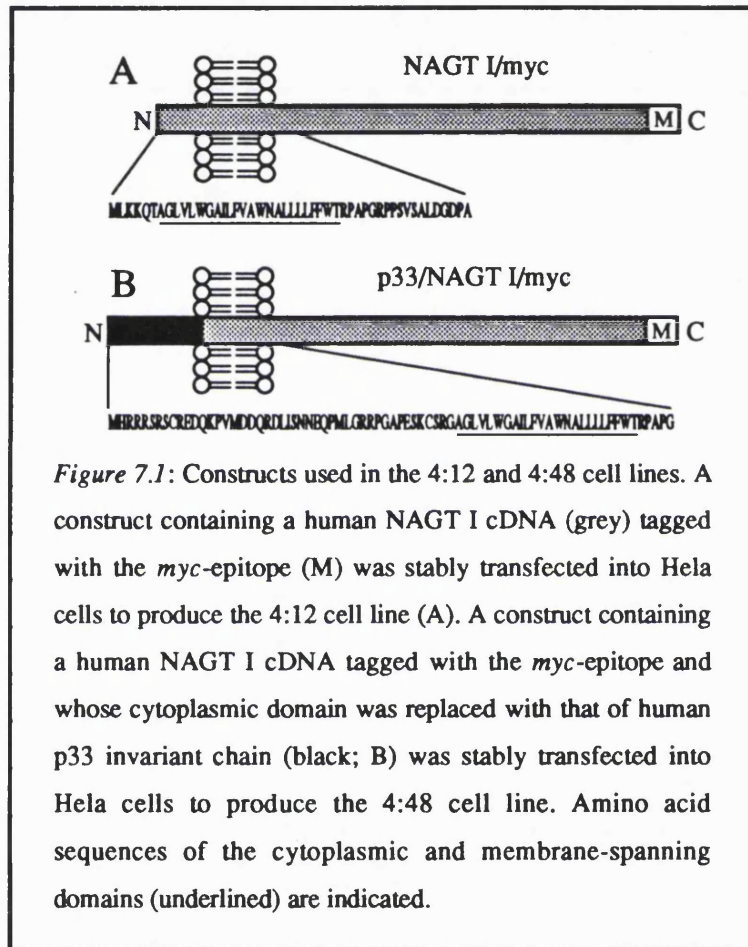 A
NAGT I/myc
N
M
C
MLKKQTAGLVLWGAILFVAWNALLLLFFWTRPAPGRPPSVSALDGDPA
B
p33/NAGT I/myc
N
M
C
MHRRRSRSCREDQKPVMDDQRDLISNNEQPMLGRRPGAPESKCSRGAGLVLWGAILFVAWNALLLLFFWTRPAPG
Figure 7.1: Constructs used in the 4:12 and 4:48 cell lines. A
construct containing a human NAGT I cDNA (grey) tagged
with the myc-epitope (M) was stably transfected into Hela
cells to produce the 4:12 cell line (A). A construct containing
a human NAGT I cDNA tagged with the myc-epitope and
whose cytoplasmic domain was replaced with that of human
p33 invariant chain (black; B) was stably transfected into
Hela cells to produce the 4:48 cell line. Amino acid
sequences of the cytoplasmic and membrane-spanning
domains (underlined) are indicated.